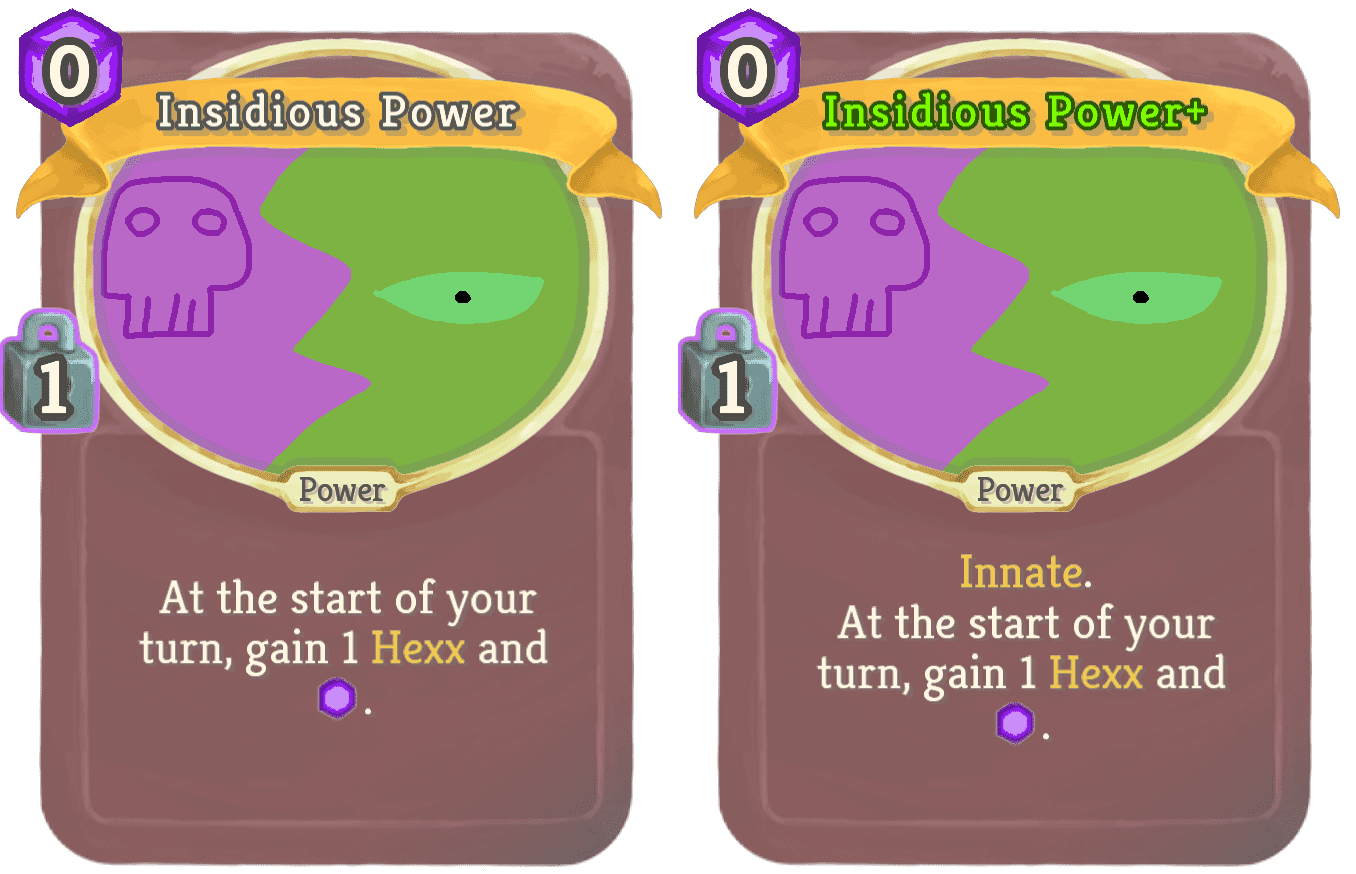 0
Insidious Power
1
Power
At the start of your
turn, gain 1 Hexx and
.
0
Insidious Power+
1
Power
Innate.
At the start of your
turn, gain 1 Hexx and
.